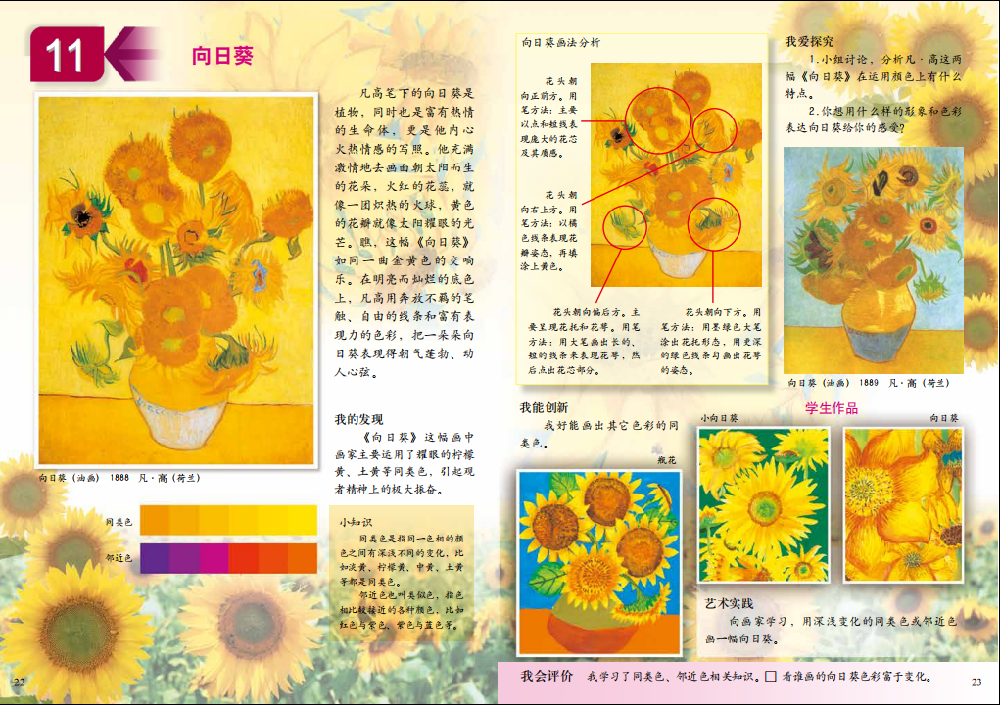 11
向日葵
凡高笔下的向日葵是
植物，同时也是富有热情
的生命体，更是他内心
火热情感的写照。他充满
激情地去画面朝太阳而生
的花朵，火红的花蕊，就
像一团炽热的火球，黄色
的花瓣就像太阳耀眼的光
芒。瞧，这幅《向日葵》
如同一曲金黄色的交响
乐。在明亮而灿烂的底色
上，凡高用奔放不羁的笔
触、自由的线条和富有表
现力的色彩，把一朵朵向
日葵表现得朝气蓬勃、动
人心弦。
我的发现
《向日葵》这幅画中
画家主要运用了耀眼的柠檬
黄、土黄等同类色，引起观
者精神上的极大振奋。
向日葵（油画） 1888 凡·高（荷兰）
同类色
邻近色
小知识
同类色是指同一色相的颜
色之间有深浅不同的变化，比
如淡黄、柠檬黄、中黄、土黄
等都是同类色。
邻近色也叫类似色，指色
相比较接近的各种颜色，比如
红色与紫色、紫色与蓝色等。
22
向日葵画法分析
花头朝
向正前方。用
笔方法：主要
以点和短线表
现庞大的花芯
及其质感。
花头朝
向右上方。用
笔方法：以橘
色线条表现花
瓣姿态，再填
涂上黄色。
花头朝向偏后方。主
要呈现花托和花萼。用笔
方法：用大笔画出长的、
短的线条来表现花萼，然
后点出花芯部分。
花头朝向下方。用
笔方法：用墨绿色大笔
涂出花托形态，用更深
的绿色线条勾画出花萼
的姿态。
我爱探究
1.小组讨论，分析凡·高这两
幅《向日葵》在运用颜色上有什么
特点。
2.你想用什么样的形象和色彩
表达向日葵给你的感受？
向日葵（油画） 1889 凡·高（荷兰）
我能创新
我好能画出其它色彩的同
类色。
瓶花
学生作品
小向日葵
向日葵
艺术实践
向画家学习，用深浅变化的同类色或邻近色
画一幅向日葵。
我会评价 我学习了同类色、邻近色相关知识。□ 看谁画的向日葵色彩富于变化。
23